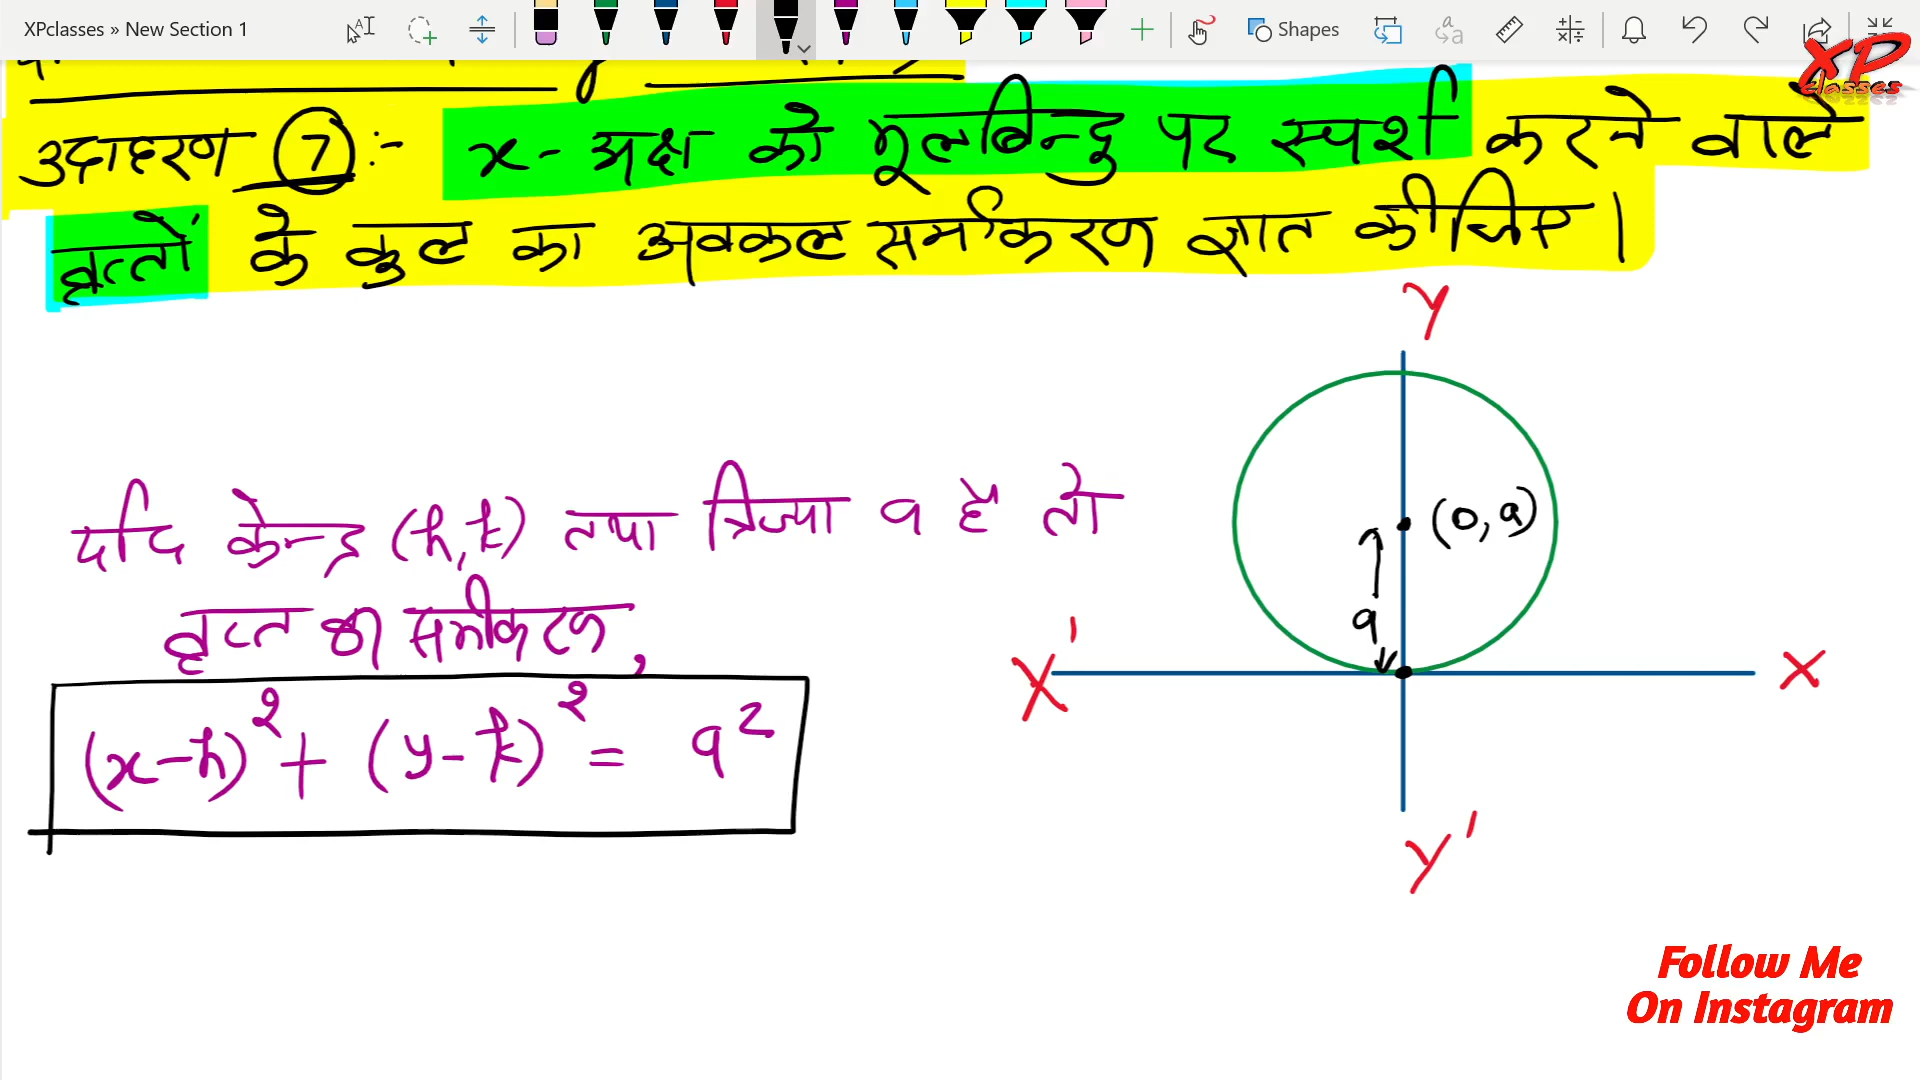 XPclasses » New Section 1
Shapes
XP
classes
उदाहरण ⑦ :- x- अक्ष को मूलबिन्दु पर स्पर्श करने वाले
वृत्तों के कुल का अवकल समीकरण ज्ञात कीजिए।
Y
यदि केन्द्र (h,k) तथा त्रिज्या a है तो
वृत्त का समीकरण,
(x-h)² + (y-k)² = a²
(0,a)
a
X' X
Y'
Follow Me
On Instagram